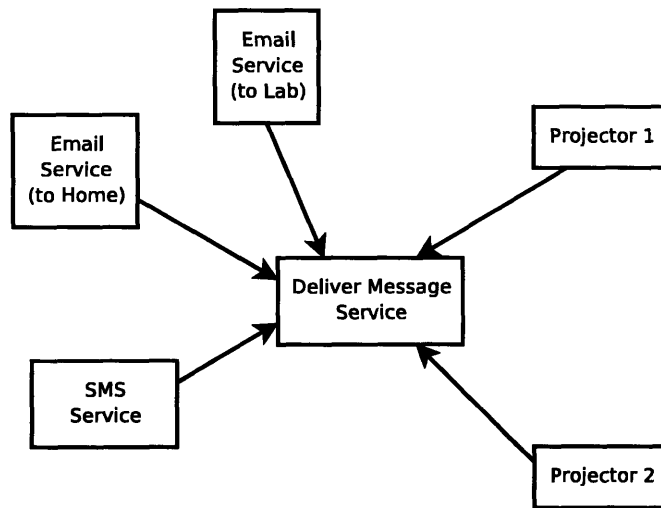 Email
Service
(to Lab)
Email
Service
(to Home)
Projector 1
Deliver Message
Service
SMS
Service
Projector 2